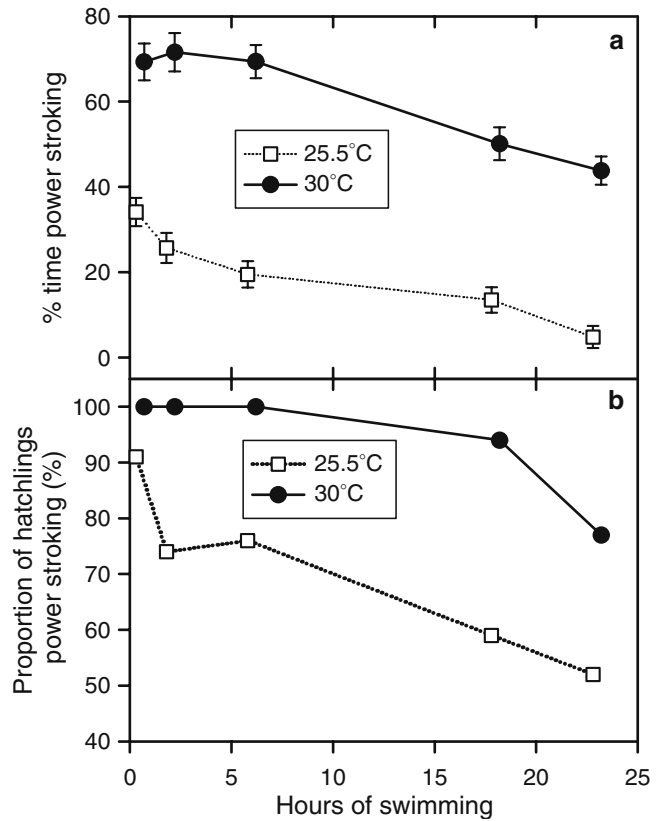 80
60
40
20
0
% time power stroking
a
25.5°C
30°C
100
90
80
70
60
50
40
Proportion of hatchlings
power stroking (%)
b
25.5°C
30°C
0
5
10
15
20
25
Hours of swimming